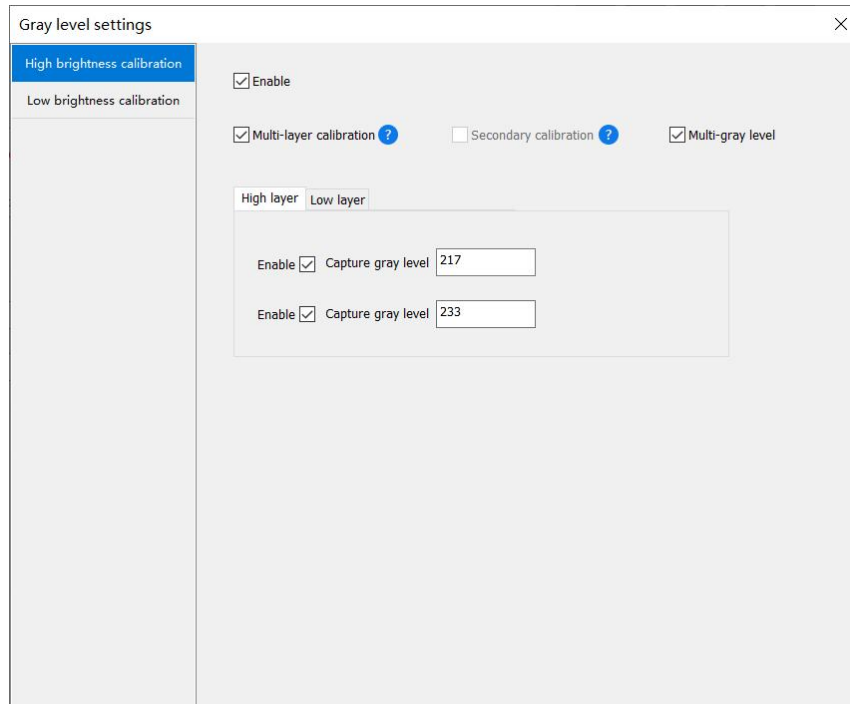 Gray level settings
High brightness calibration
Low brightness calibration
Enable
Multi-layer calibration ? Secondary calibration ? Multi-gray level
High layer Low layer
Enable Capture gray level 217
Enable Capture gray level 233